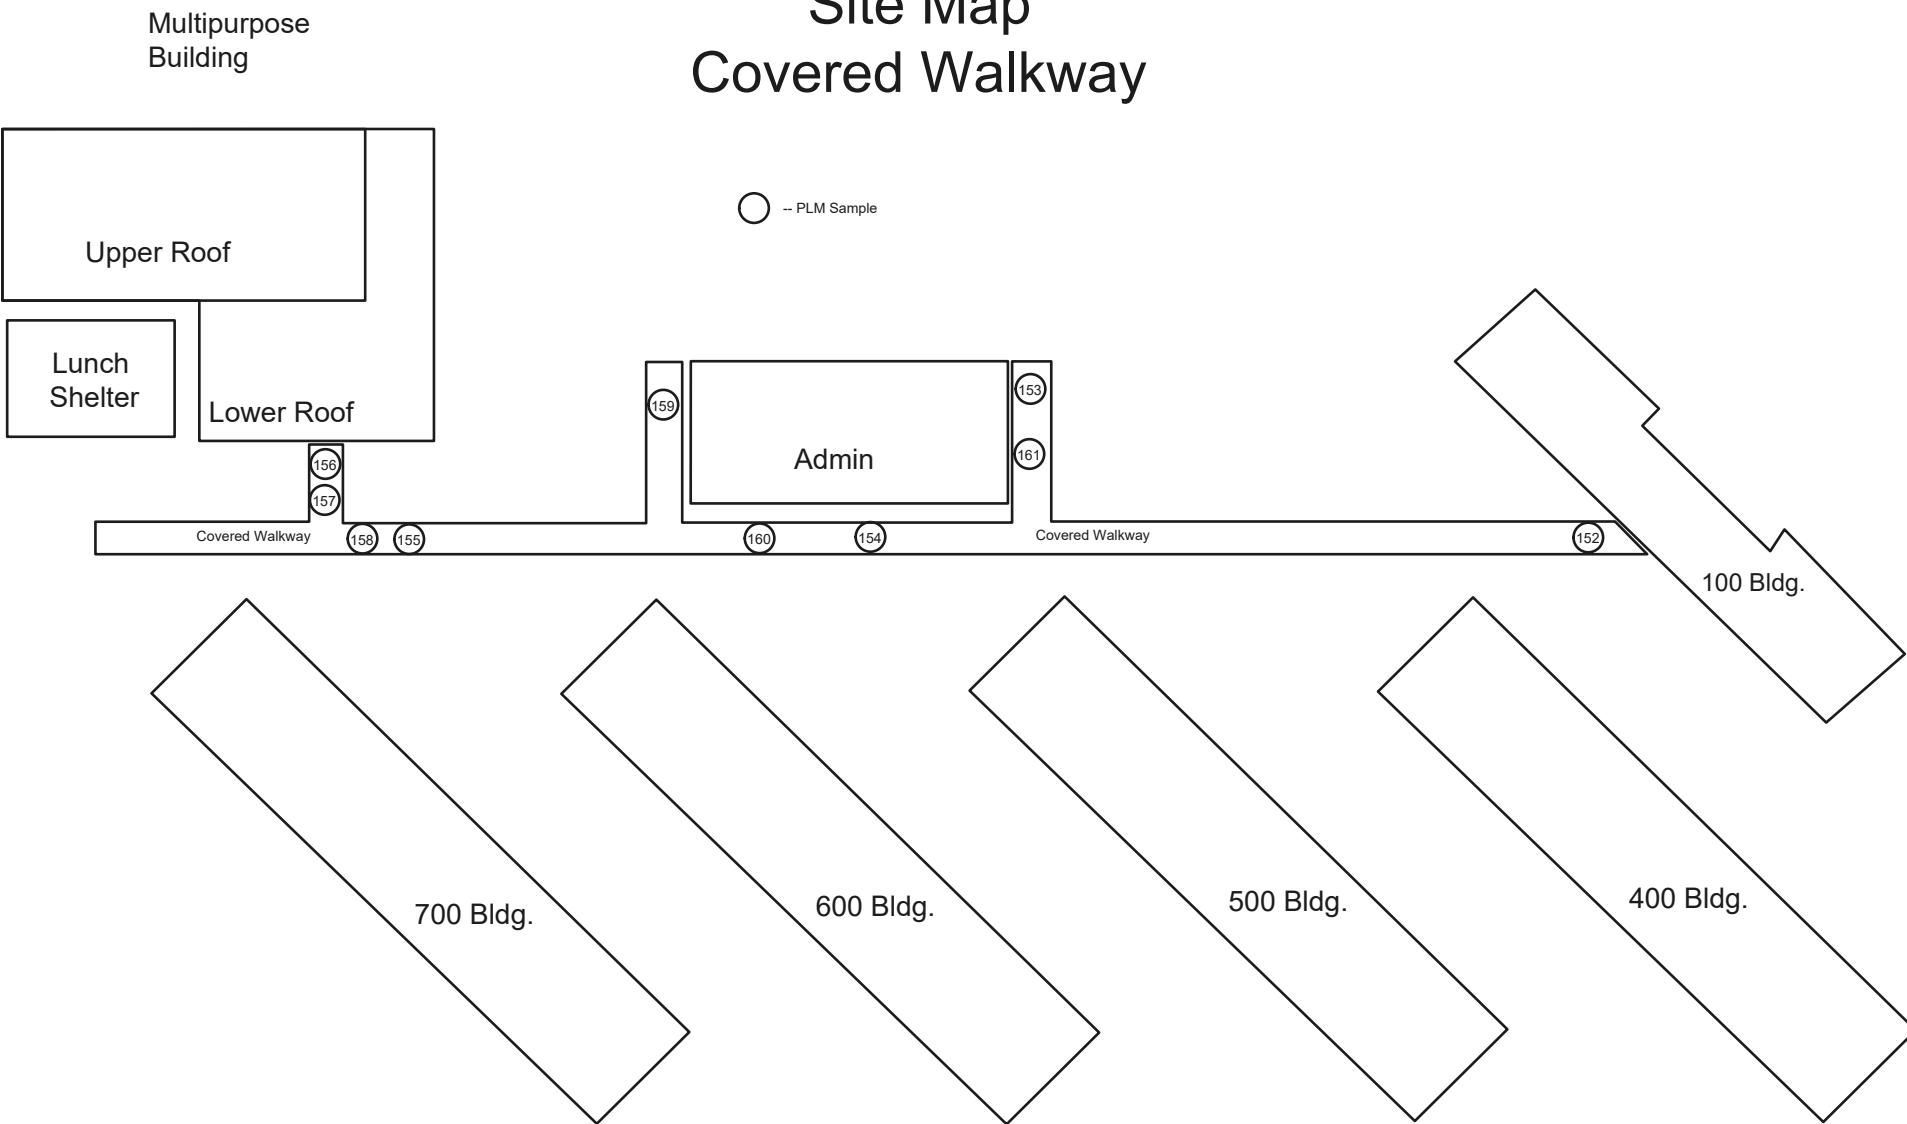 Multipurpose
Building
Site Map
Covered Walkway
-- PLM Sample
Upper Roof
Lunch
Shelter
Lower Roof
Admin
159
153
161
156
157
Covered Walkway
158
155
160
154
Covered Walkway
152
100 Bldg.
700 Bldg.
600 Bldg.
500 Bldg.
400 Bldg.